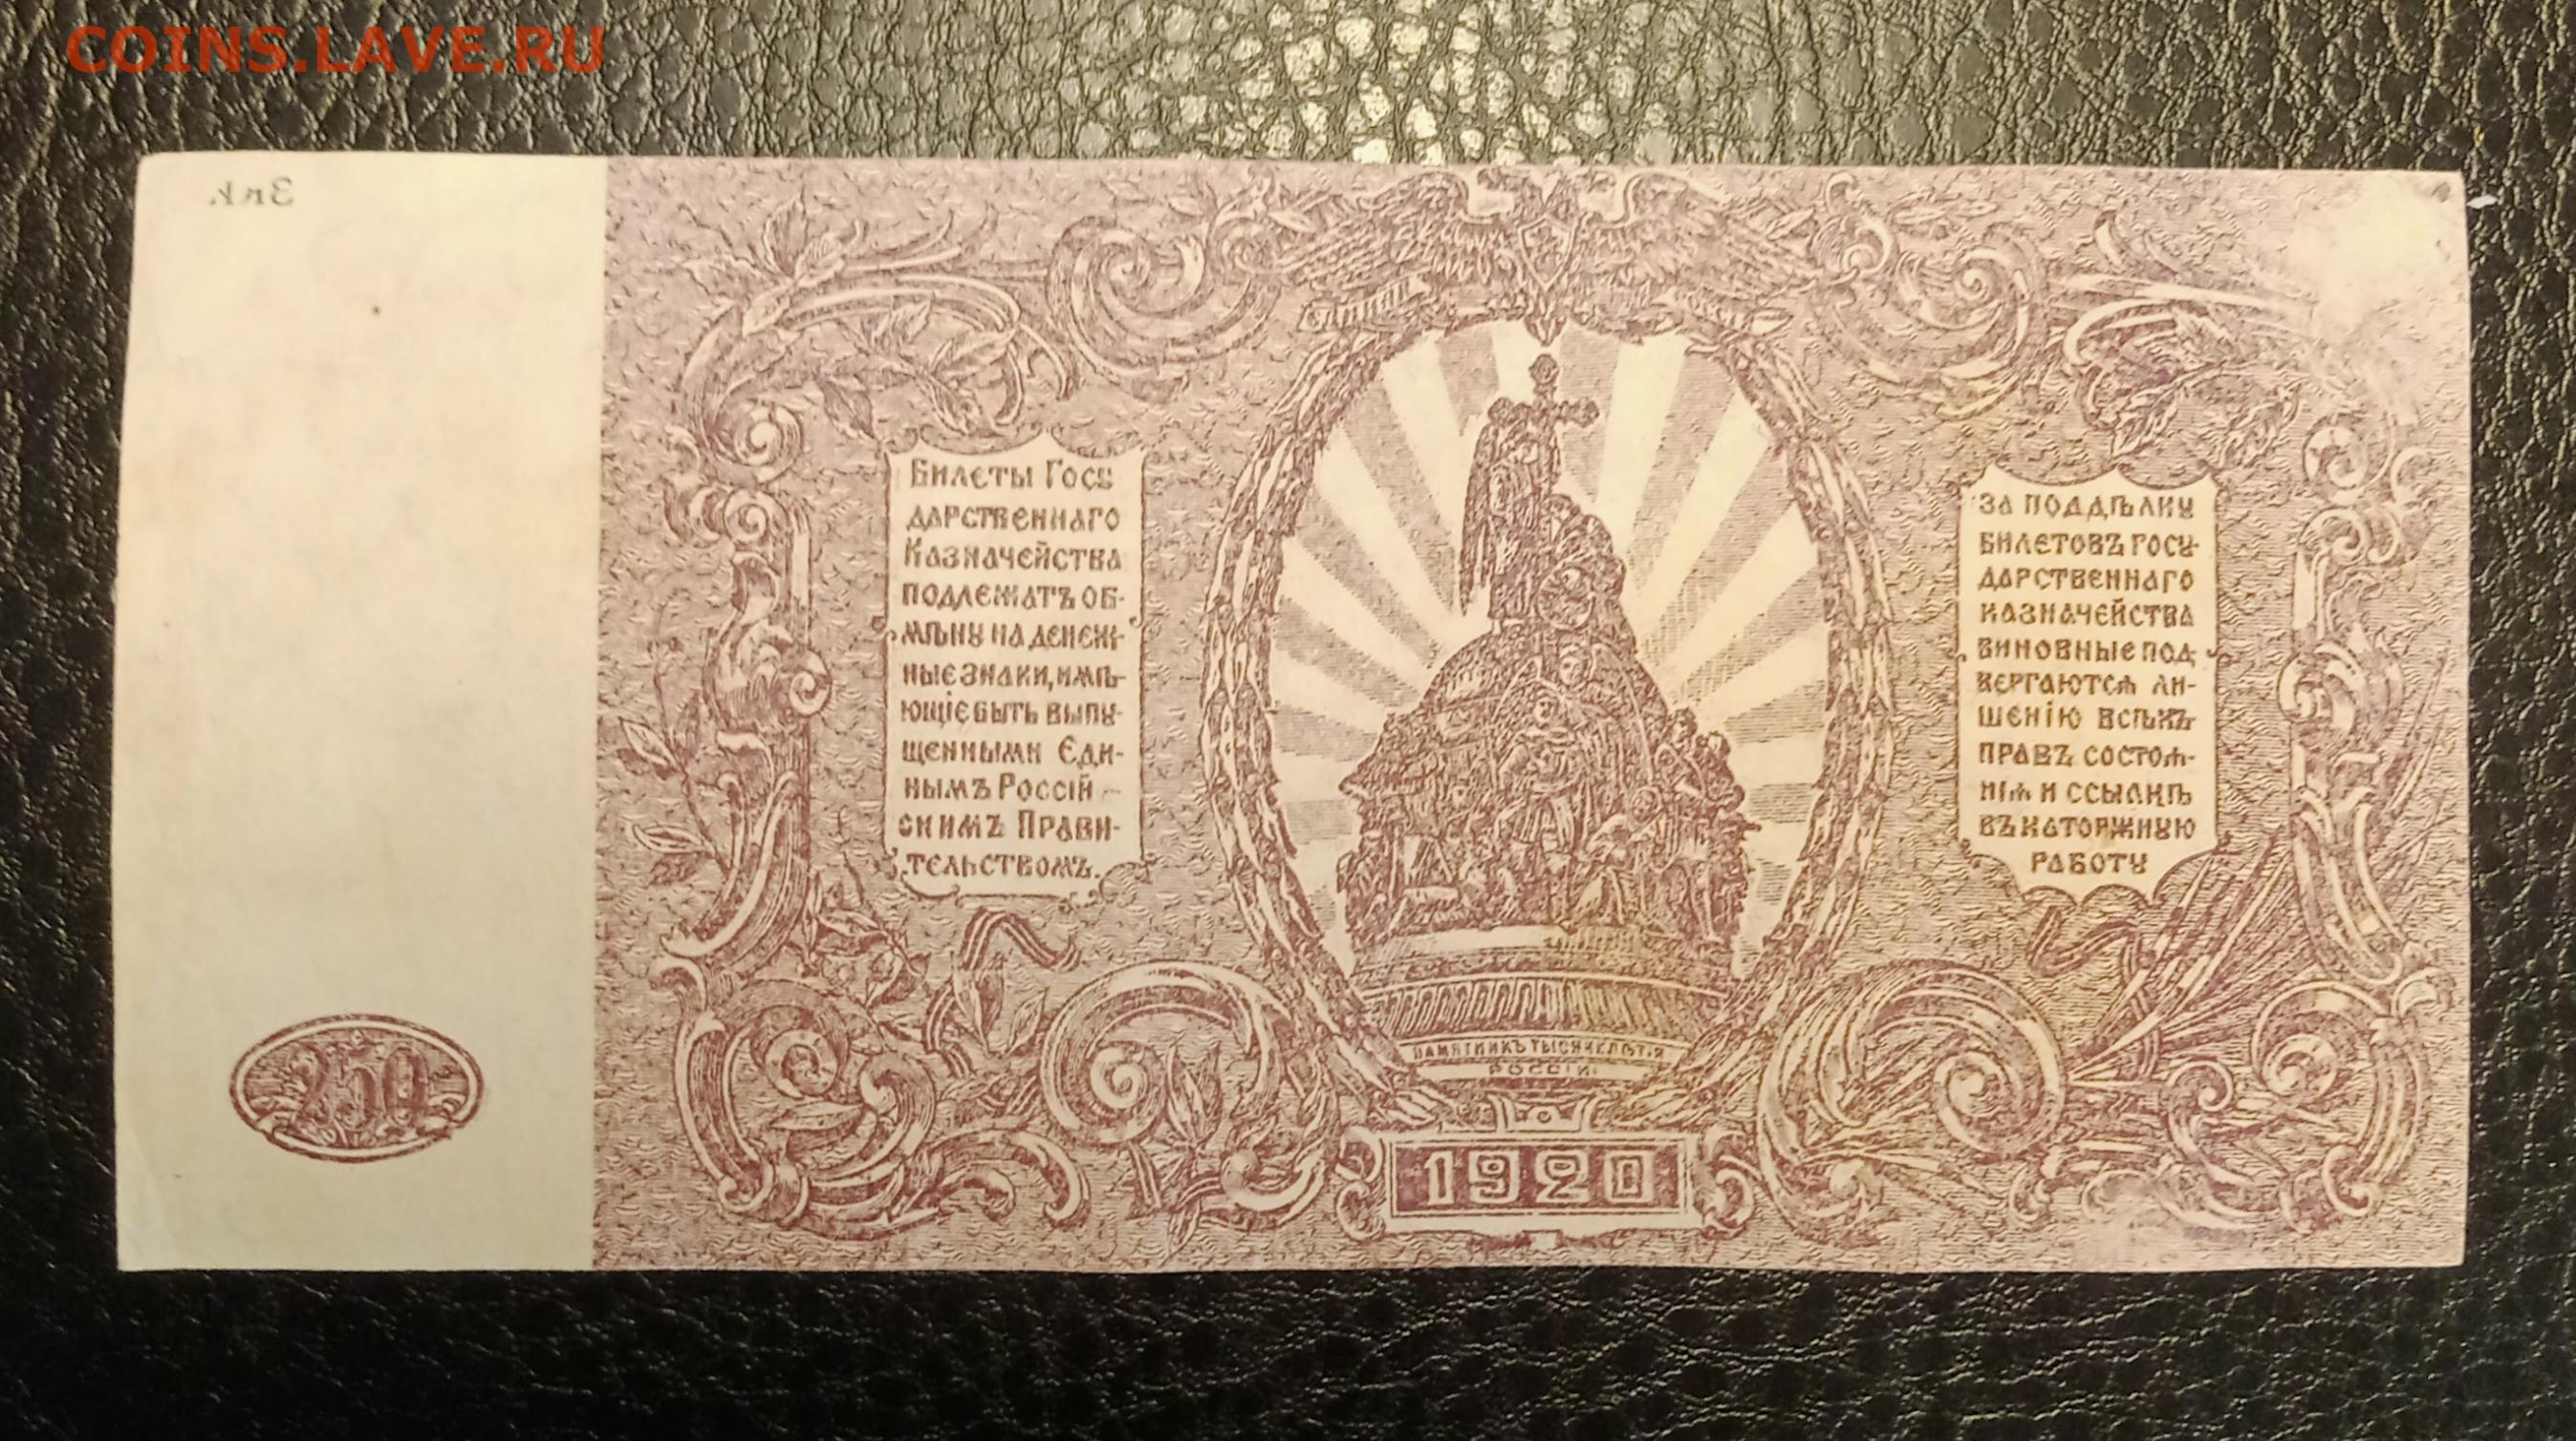 COINS.LAVE.RU
Знк.
Билеты Госу
дарственнаго
Казначейства
подлежатъ об-
мѣну на денеж-
ные знаки, имѣ-
ющіе быть выпу-
щенными Еди-
нымъ Россій-
скимъ Прави-
тельствомъ.
За поддѣлку
билетовъ Госу-
дарственнаго
Казначейства
виновные под-
вергаются ли-
шенію всѣхъ
правъ состоя-
нія и ссылкѣ
въ каторжную
работу
ПАМЯТНИКЪ ТЫСЯЧЕЛѢТІЯ
РОССІИ
250
1920